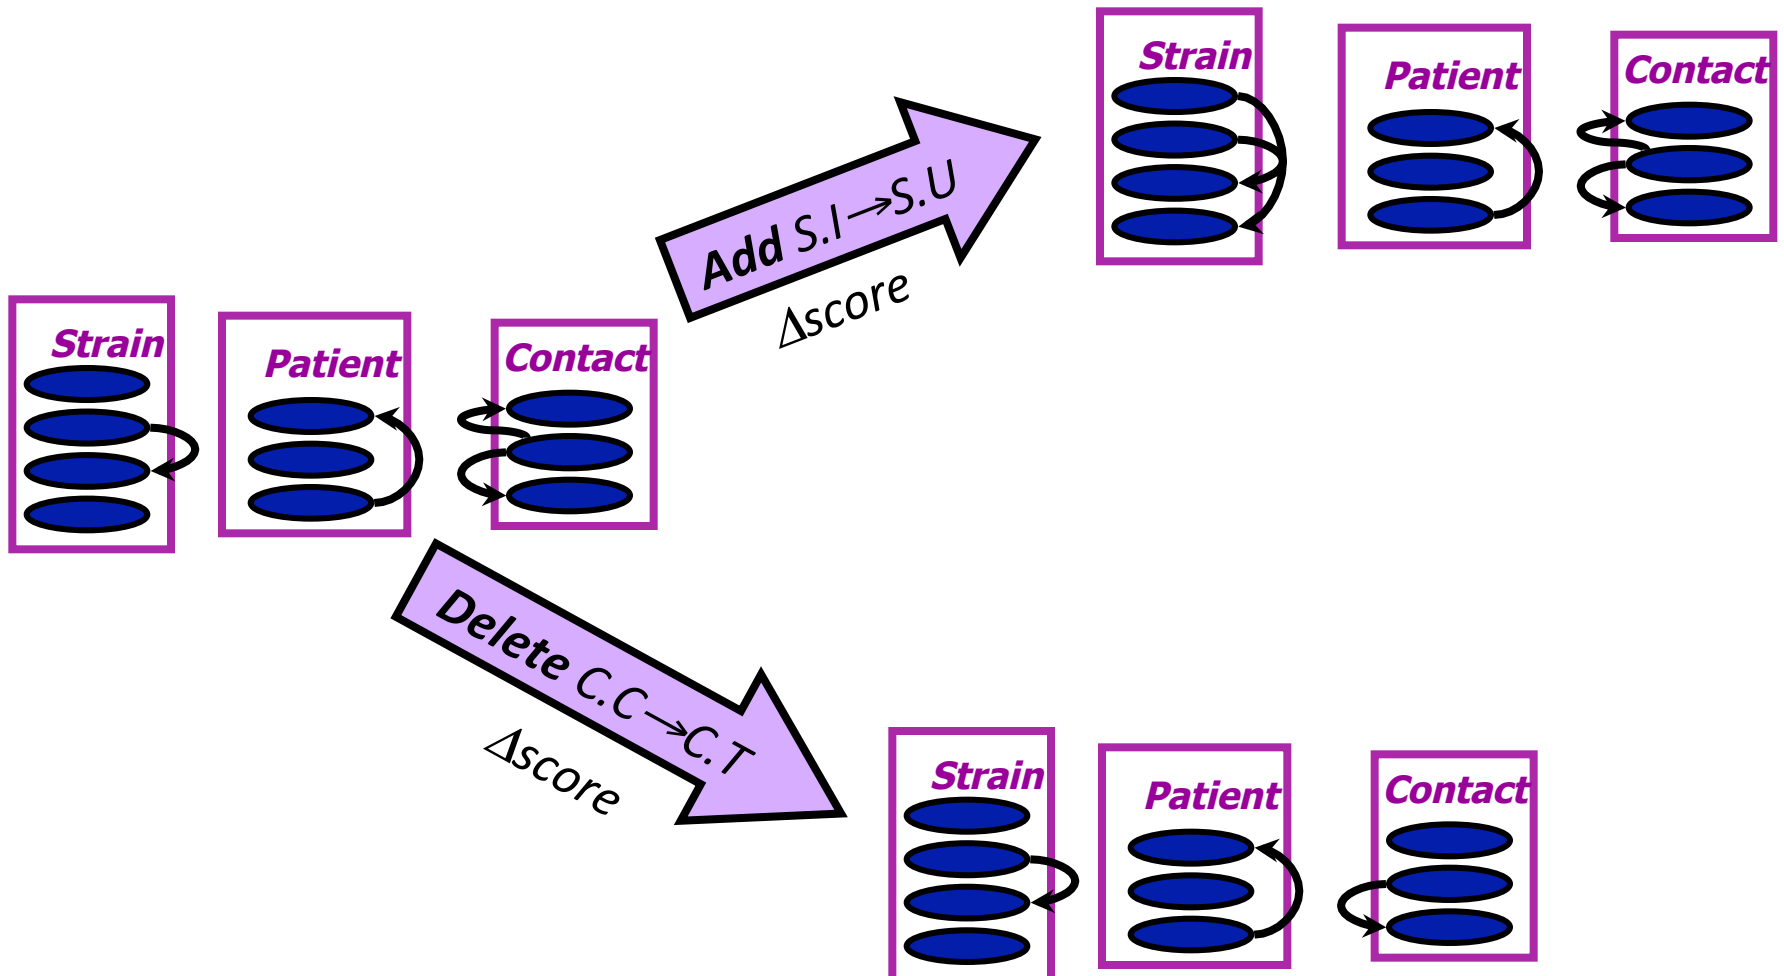 Strain
Patient
Contact
Add S.I→S.U
Δscore
Strain
Patient
Contact
Delete C.C→C.T
Δscore
Strain
Patient
Contact